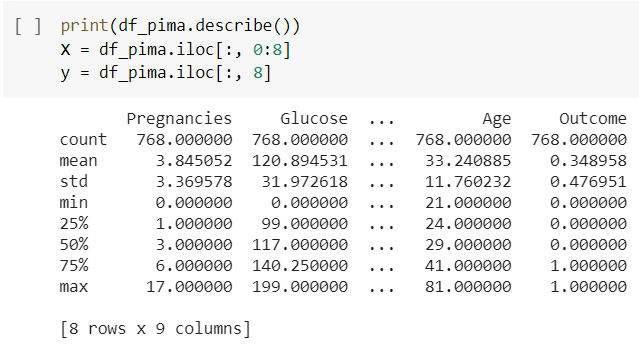 [ ] print(df_pima.describe())
X = df_pima.iloc[:, 0:8]
y = df_pima.iloc[:, 8]
Pregnancies Glucose ... Age Outcome
count 768.000000 768.000000 ... 768.000000 768.000000
mean 3.845052 120.894531 ... 33.240885 0.348958
std 3.369578 31.972618 ... 11.760232 0.476951
min 0.000000 0.000000 ... 21.000000 0.000000
25% 1.000000 99.000000 ... 24.000000 0.000000
50% 3.000000 117.000000 ... 29.000000 0.000000
75% 6.000000 140.250000 ... 41.000000 1.000000
max 17.000000 199.000000 ... 81.000000 1.000000
[8 rows x 9 columns]